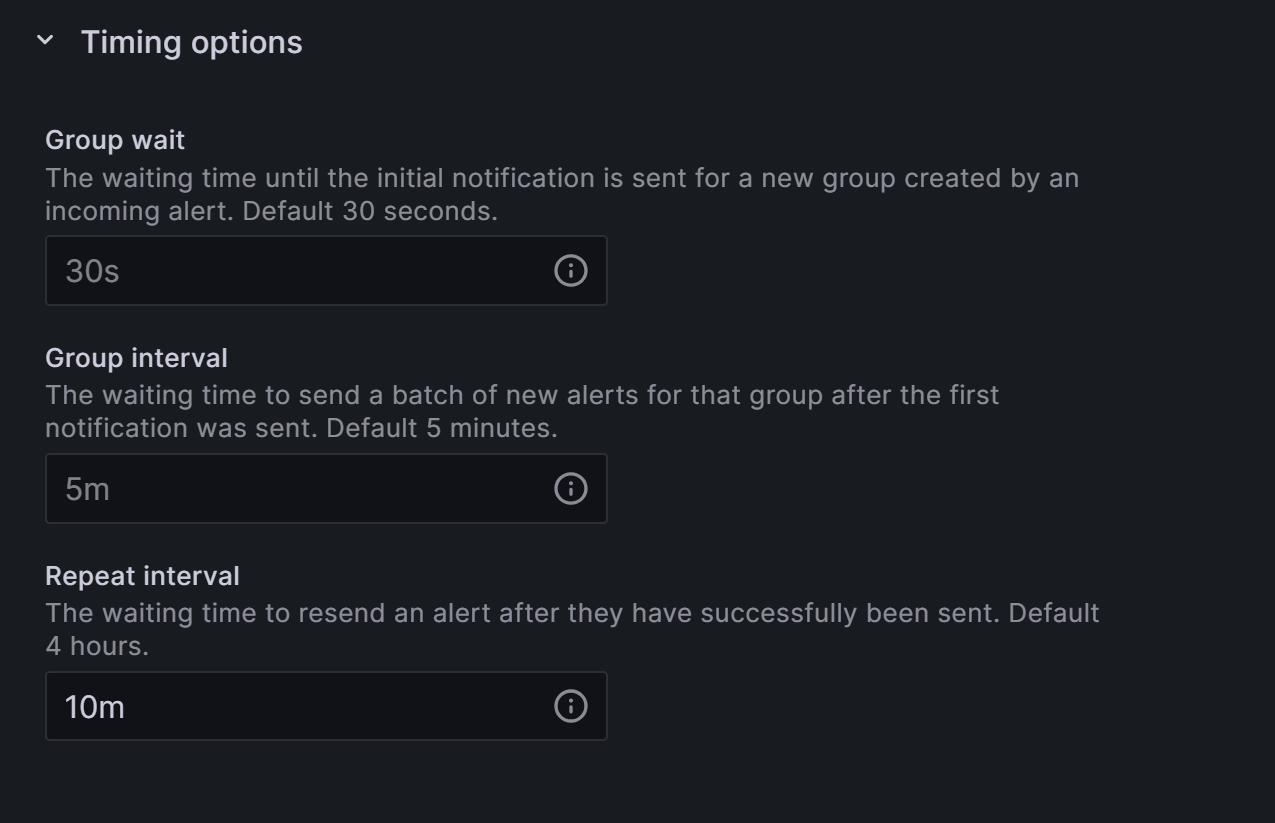 Timing options
Group wait
The waiting time until the initial notification is sent for a new group created by an
incoming alert. Default 30 seconds.
30s
Group interval
The waiting time to send a batch of new alerts for that group after the first
notification was sent. Default 5 minutes.
5m
Repeat interval
The waiting time to resend an alert after they have successfully been sent. Default
4 hours.
10m